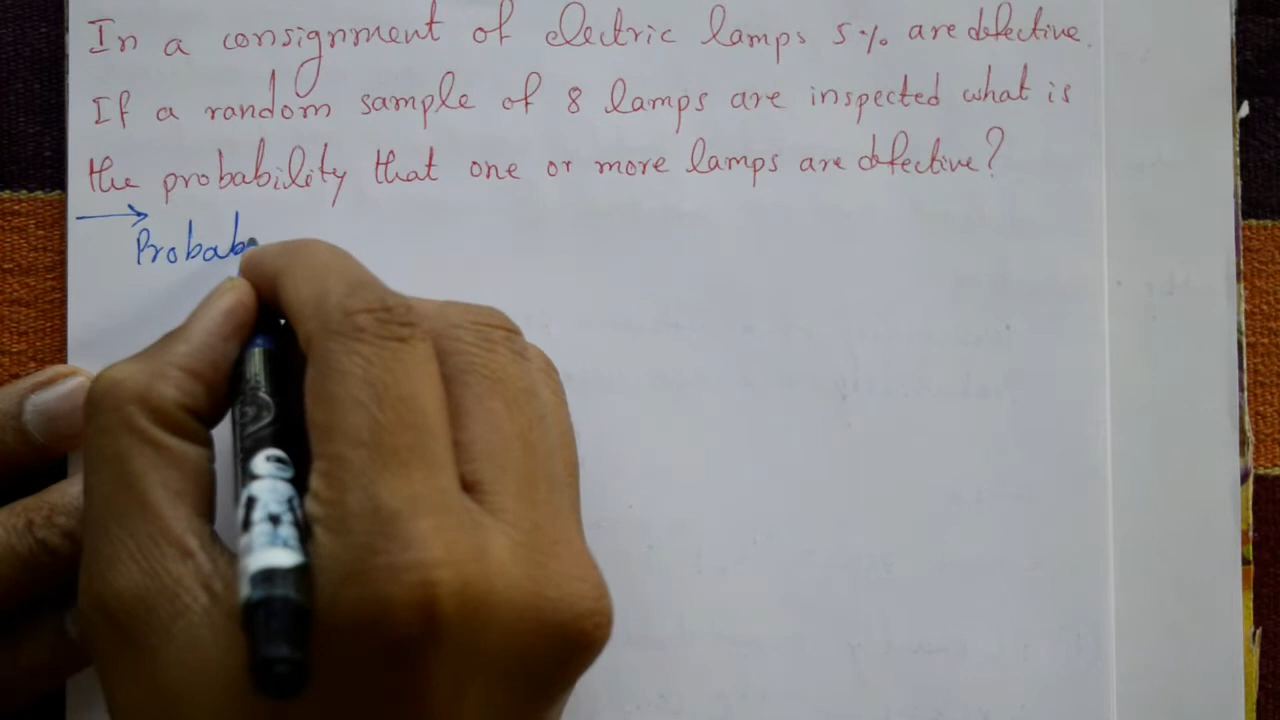 In a consignment of electric lamps 5% are defective.
If a random sample of 8 lamps are inspected what is
the probability that one or more lamps are defective?
Probab